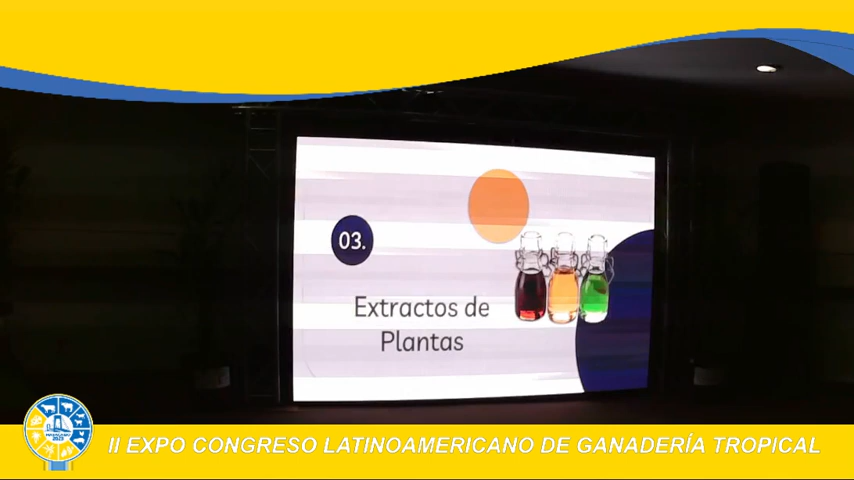 03.
Extractos de
Plantas
II EXPO CONGRESO LATINOAMERICANO DE GANADERÍA TROPICAL